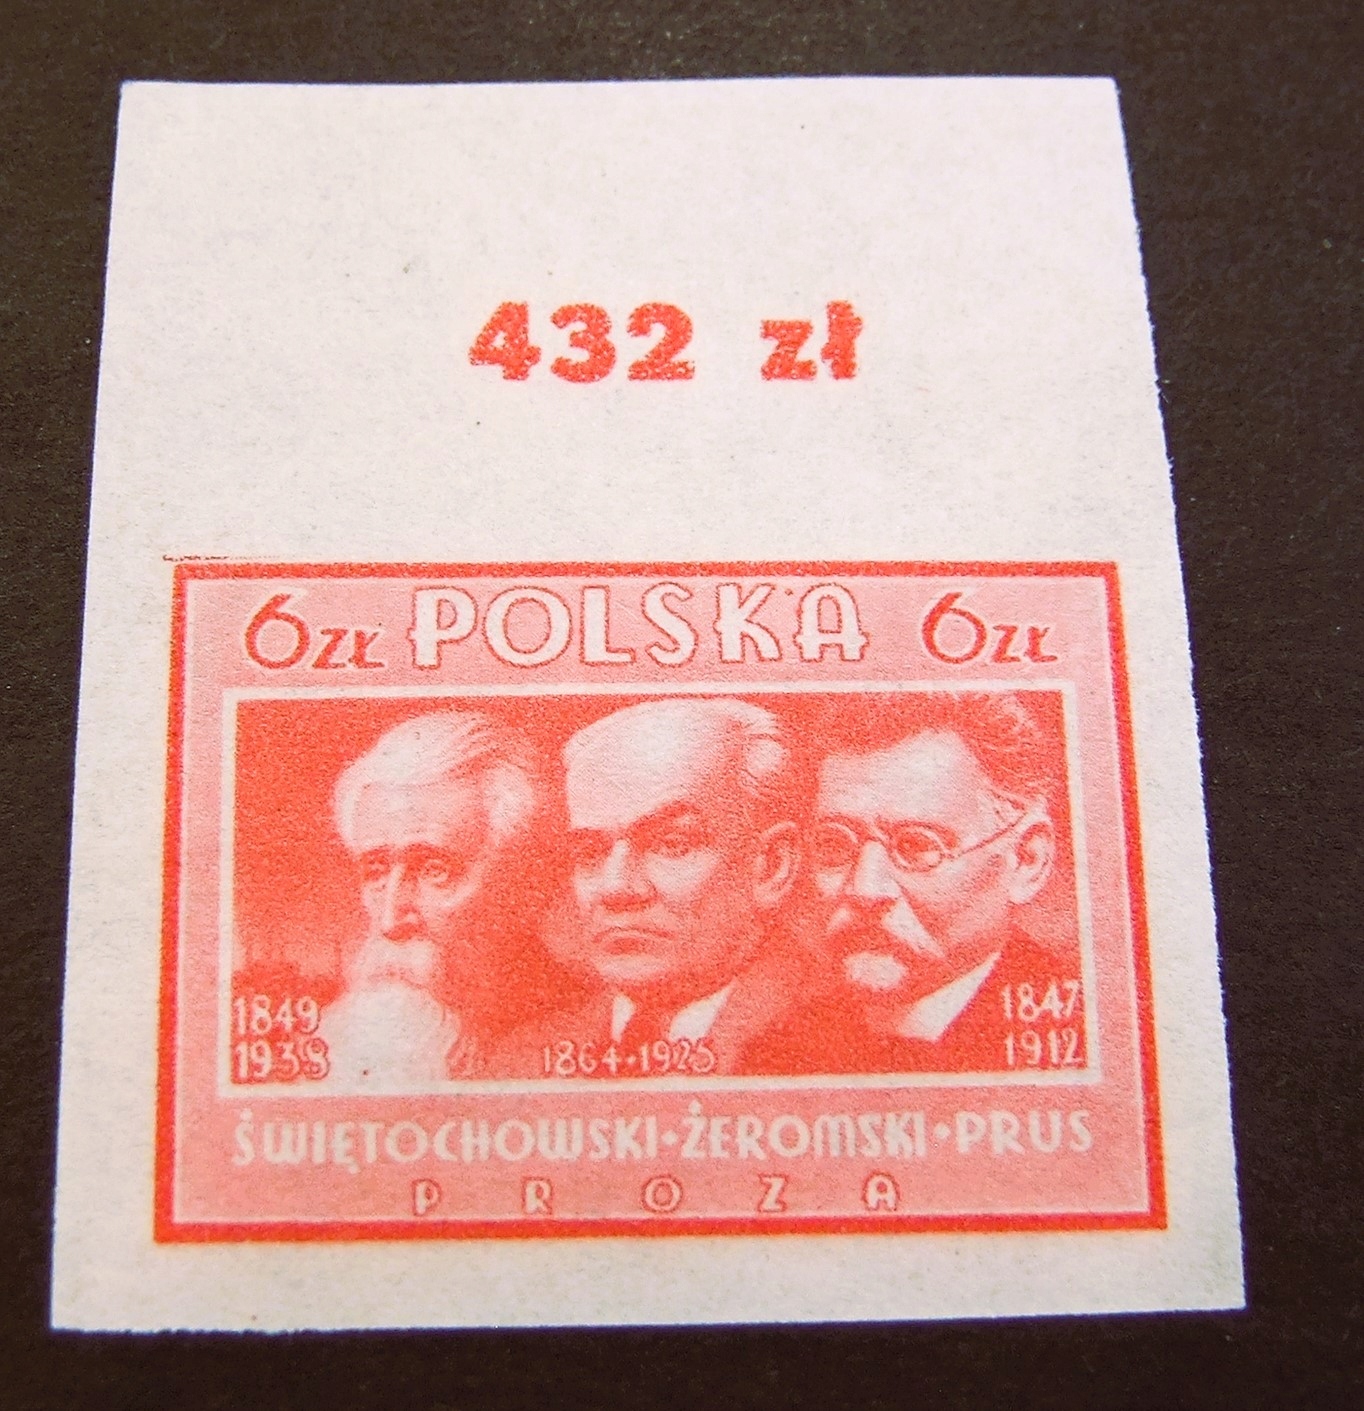 432 zł
6zł POLSKA 6zł
1849
1938
1864·1925
1847
1912
ŚWIĘTOCHOWSKI·ŻEROMSKI·PRUS
PROZA